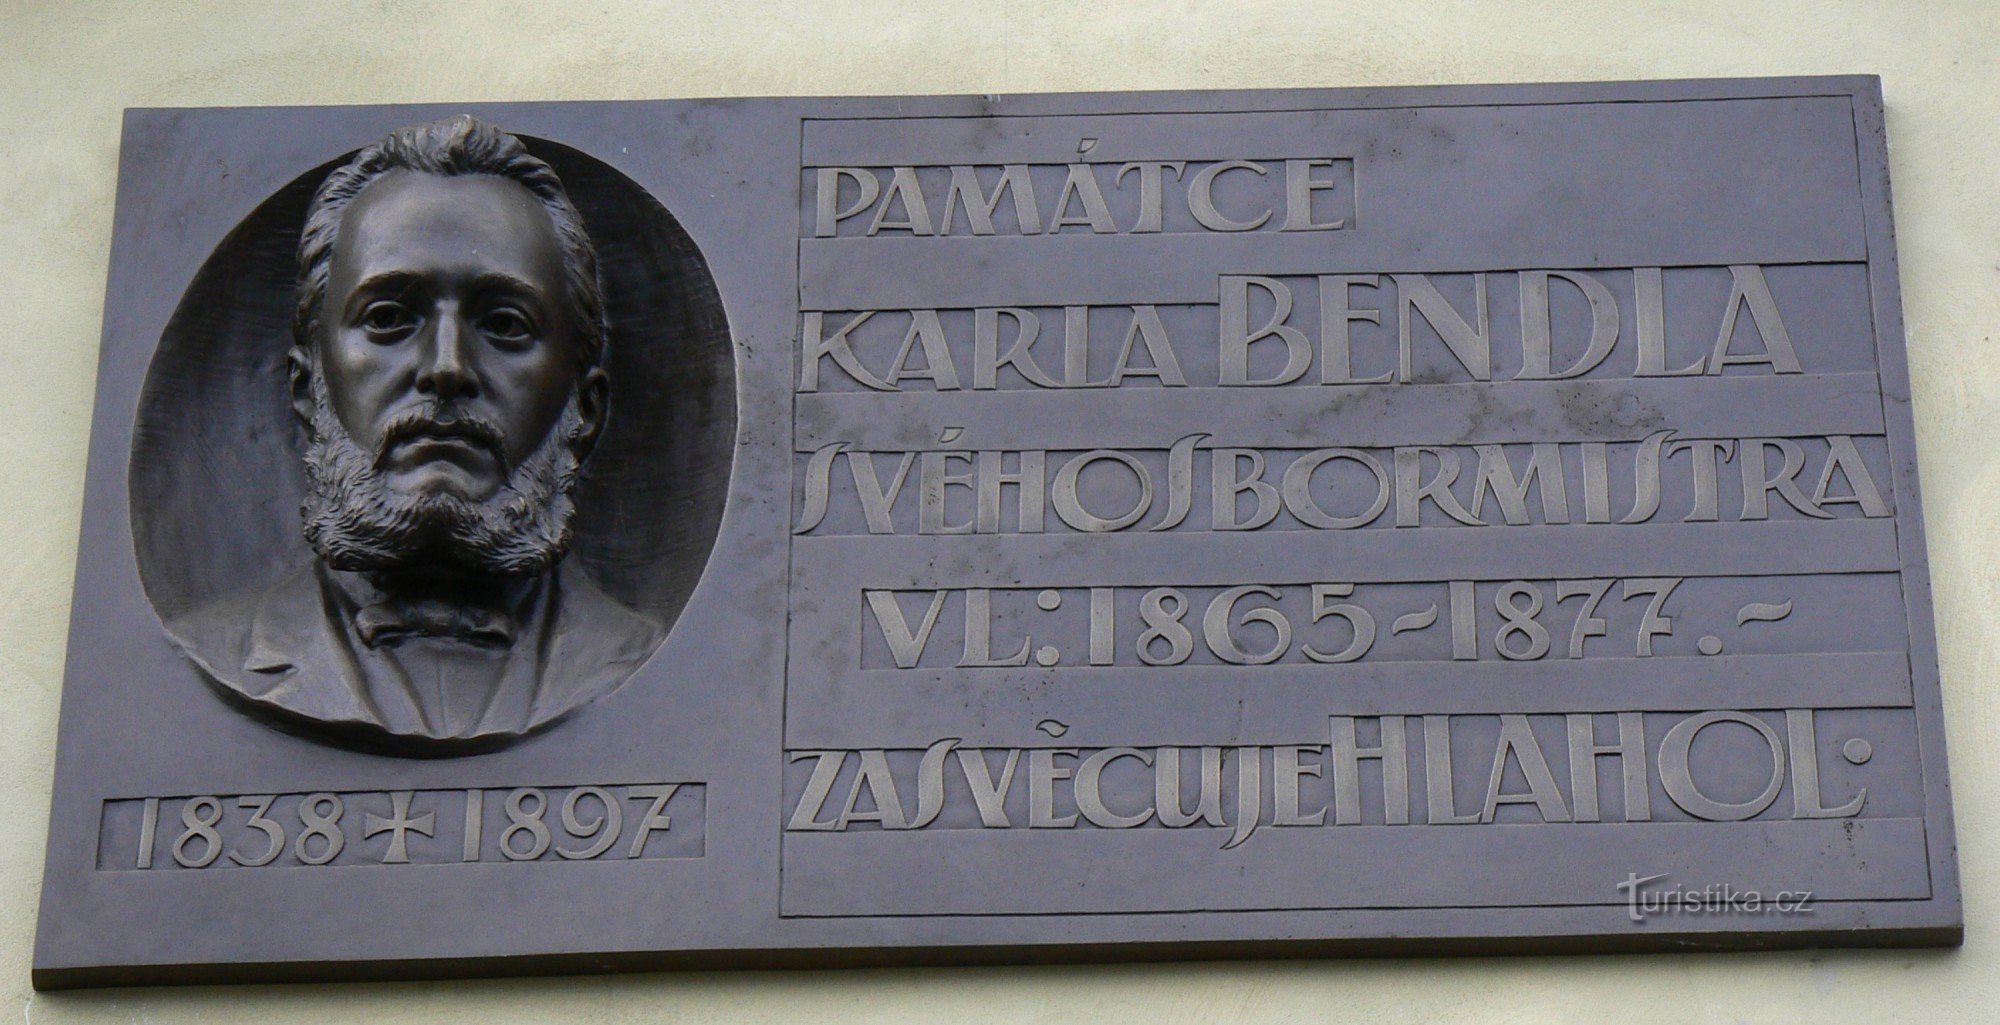 PAMÁTCE
KARLA BENDLA
SVÉHO SBORMISTRA
VL: 1865~1877.~
ZASVĚCUJE HLAHOL·
1838 ✠ 1897
Turistika.cz